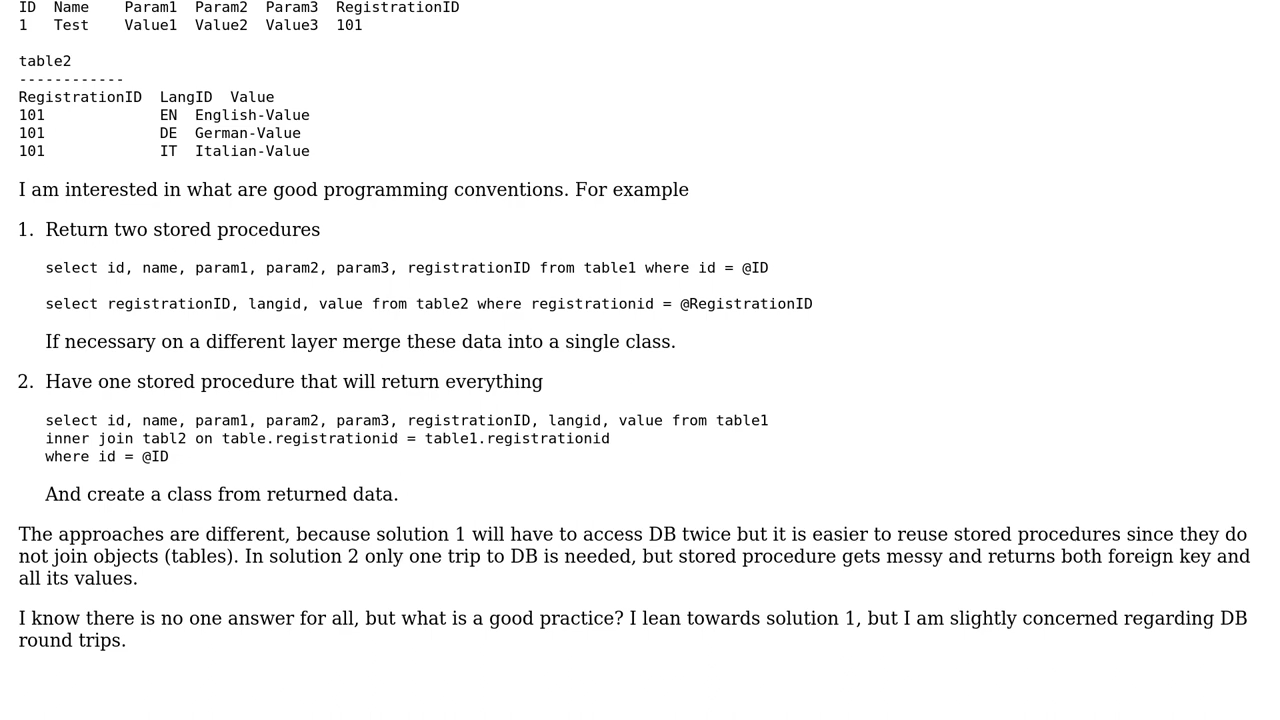 ID  Name    Param1  Param2  Param3  RegistrationID
1   Test    Value1  Value2  Value3  101
table2
------------
RegistrationID  LangID  Value
101             EN  English-Value
101             DE  German-Value
101             IT  Italian-Value
I am interested in what are good programming conventions. For example
1. Return two stored procedures
select id, name, param1, param2, param3, registrationID from table1 where id = @ID
select registrationID, langid, value from table2 where registrationid = @RegistrationID
If necessary on a different layer merge these data into a single class.
2. Have one stored procedure that will return everything
select id, name, param1, param2, param3, registrationID, langid, value from table1
inner join tabl2 on table.registrationid = table1.registrationid
where id = @ID
And create a class from returned data.
The approaches are different, because solution 1 will have to access DB twice but it is easier to reuse stored procedures since they do
not join objects (tables). In solution 2 only one trip to DB is needed, but stored procedure gets messy and returns both foreign key and
all its values.
I know there is no one answer for all, but what is a good practice? I lean towards solution 1, but I am slightly concerned regarding DB
round trips.